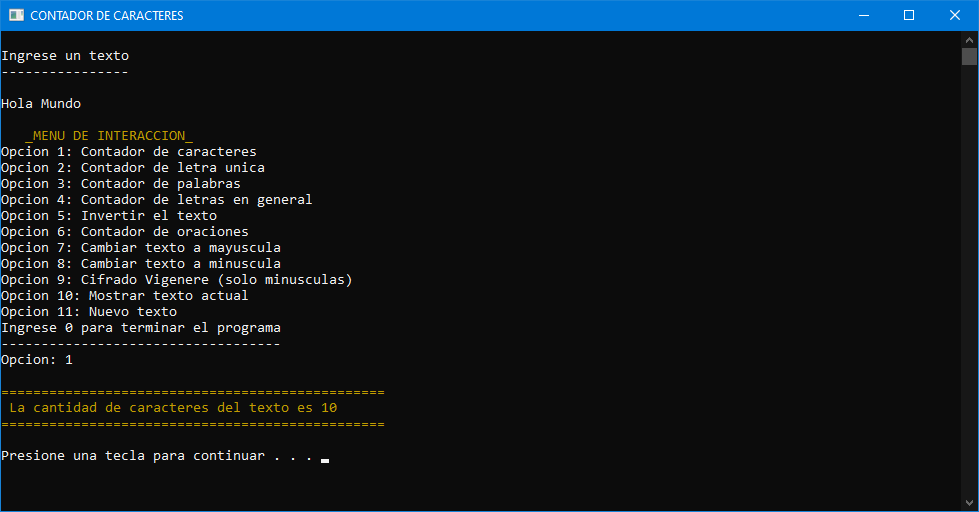 CONTADOR DE CARACTERES
Ingrese un texto
----------------
Hola Mundo
_MENU DE INTERACCION_
Opcion 1: Contador de caracteres
Opcion 2: Contador de letra unica
Opcion 3: Contador de palabras
Opcion 4: Contador de letras en general
Opcion 5: Invertir el texto
Opcion 6: Contador de oraciones
Opcion 7: Cambiar texto a mayuscula
Opcion 8: Cambiar texto a minuscula
Opcion 9: Cifrado Vigenere (solo minusculas)
Opcion 10: Mostrar texto actual
Opcion 11: Nuevo texto
Ingrese 0 para terminar el programa
-----------------------------------
Opcion: 1
================================================
La cantidad de caracteres del texto es 10
================================================
Presione una tecla para continuar . . .